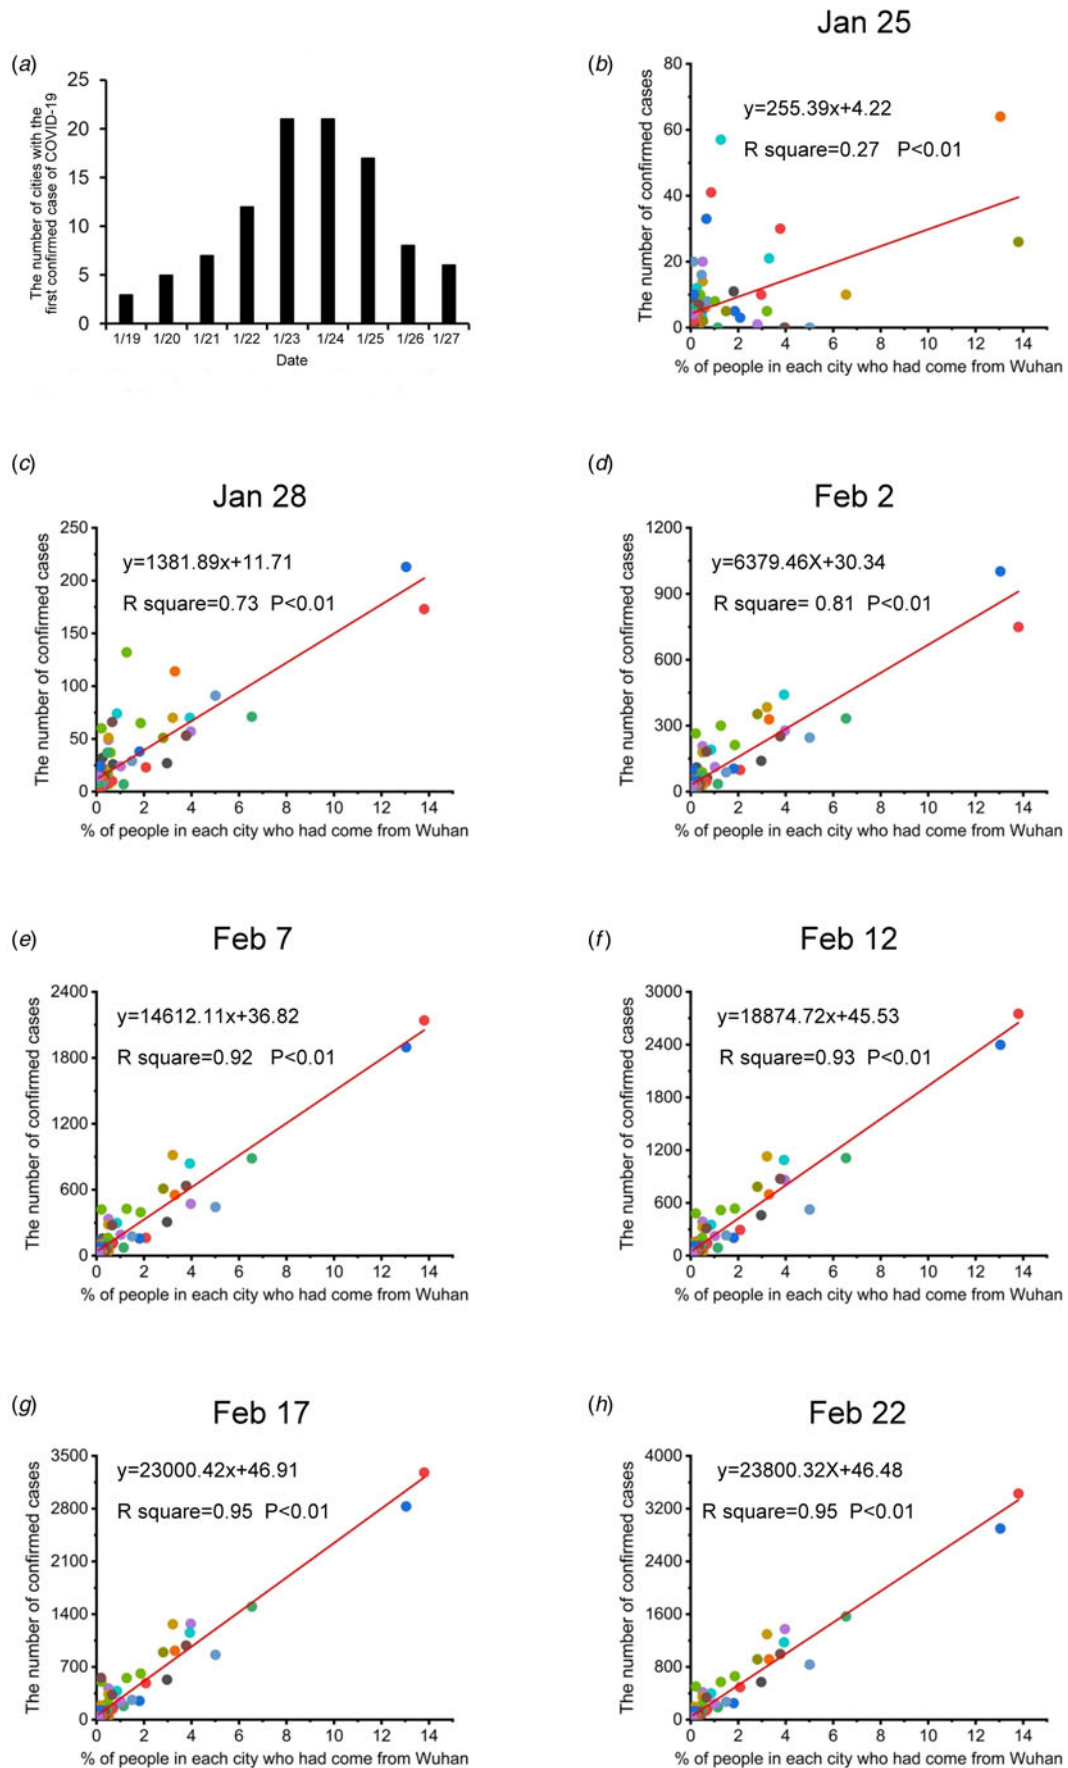 (a)
The number of cities with the
first confirmed case of COVID-19
25
20
15
10
5
0
1/19 1/20 1/21 1/22 1/23 1/24 1/25 1/26 1/27
Date
Jan 25
(b)
The number of confirmed cases
80
60
40
20
0
y=255.39x+4.22
R square=0.27 P<0.01
0 2 4 6 8 10 12 14
% of people in each city who had come from Wuhan
(c)
Jan 28
The number of confirmed cases
250
200
150
100
50
0
y=1381.89x+11.71
R square=0.73 P<0.01
0 2 4 6 8 10 12 14
% of people in each city who had come from Wuhan
(d)
Feb 2
The number of confirmed cases
1200
900
600
300
0
y=6379.46X+30.34
R square= 0.81 P<0.01
0 2 4 6 8 10 12 14
% of people in each city who had come from Wuhan
(e)
Feb 7
The number of confirmed cases
2400
1800
1200
600
0
y=14612.11x+36.82
R square=0.92 P<0.01
0 2 4 6 8 10 12 14
% of people in each city who had come from Wuhan
(f)
Feb 12
The number of confirmed cases
3000
2400
1800
1200
600
0
y=18874.72x+45.53
R square=0.93 P<0.01
0 2 4 6 8 10 12 14
% of people in each city who had come from Wuhan
(g)
Feb 17
The number of confirmed cases
3500
2800
2100
1400
700
0
y=23000.42x+46.91
R square=0.95 P<0.01
0 2 4 6 8 10 12 14
% of people in each city who had come from Wuhan
(h)
Feb 22
The number of confirmed cases
4000
3200
2400
1600
800
0
y=23800.32X+46.48
R square=0.95 P<0.01
0 2 4 6 8 10 12 14
% of people in each city who had come from Wuhan